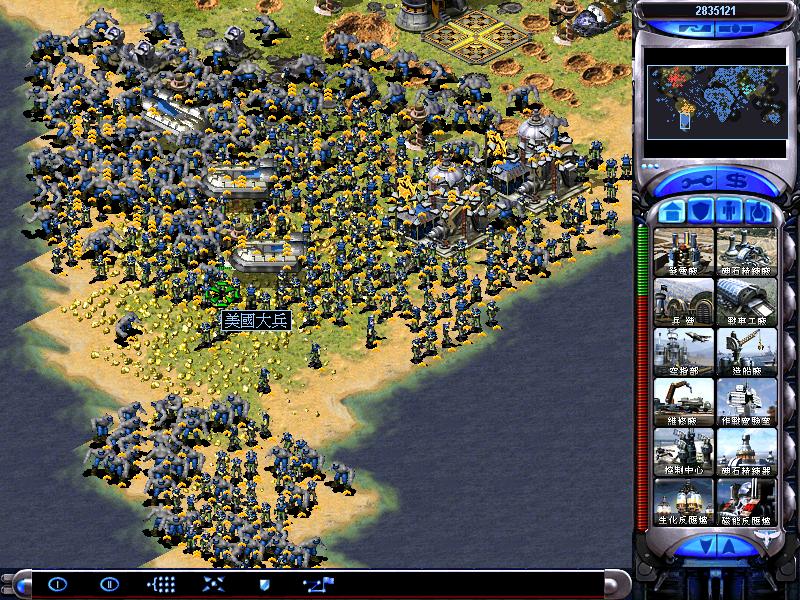 2835121
美國大兵
發電廠 礦石精煉廠
兵營 戰車工廠
空指部 造船廠
維修廠 作戰實驗室
控制中心 礦石精煉器
生化反應爐 核能反應爐